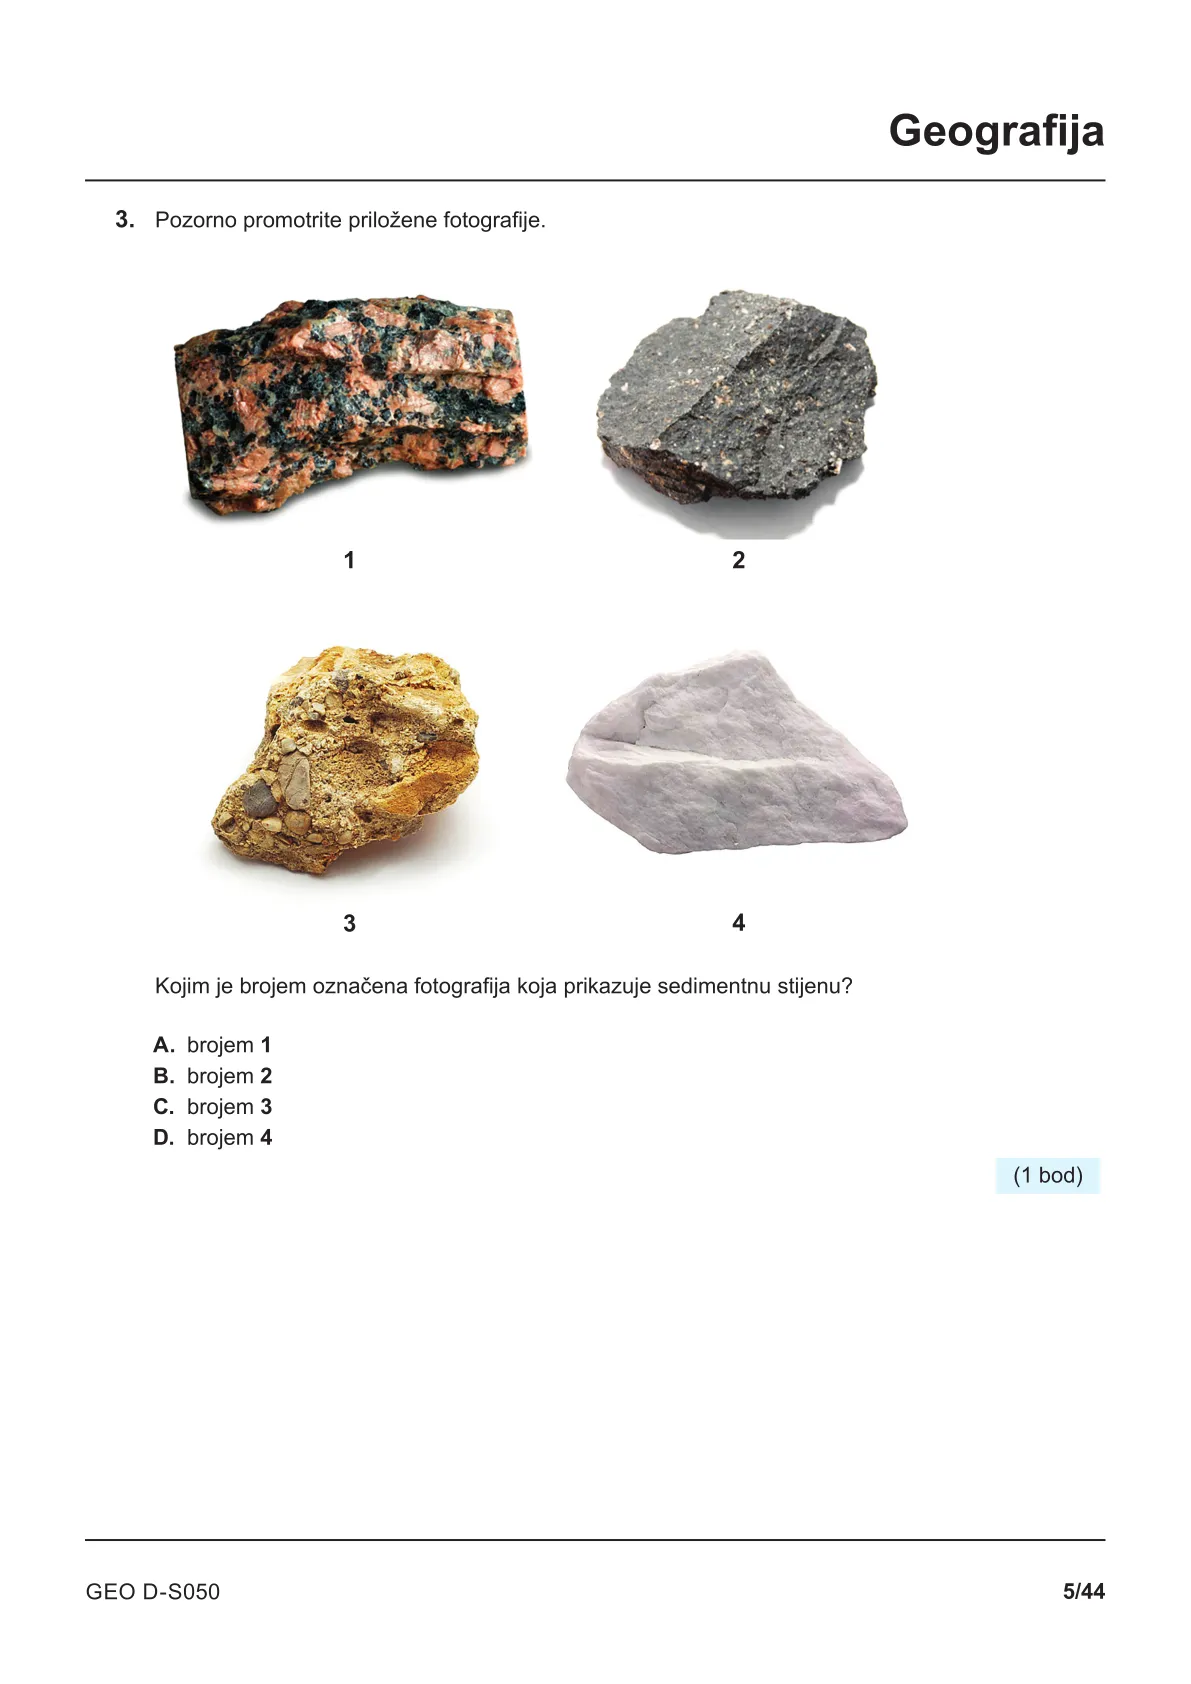 Geografija
3. Pozorno promotrite priložene fotografije.
1
2
3
4
Kojim je brojem označena fotografija koja prikazuje sedimentnu stijenu?
A. brojem 1
B. brojem 2
C. brojem 3
D. brojem 4
(1 bod)
GEO D-S050
5/44